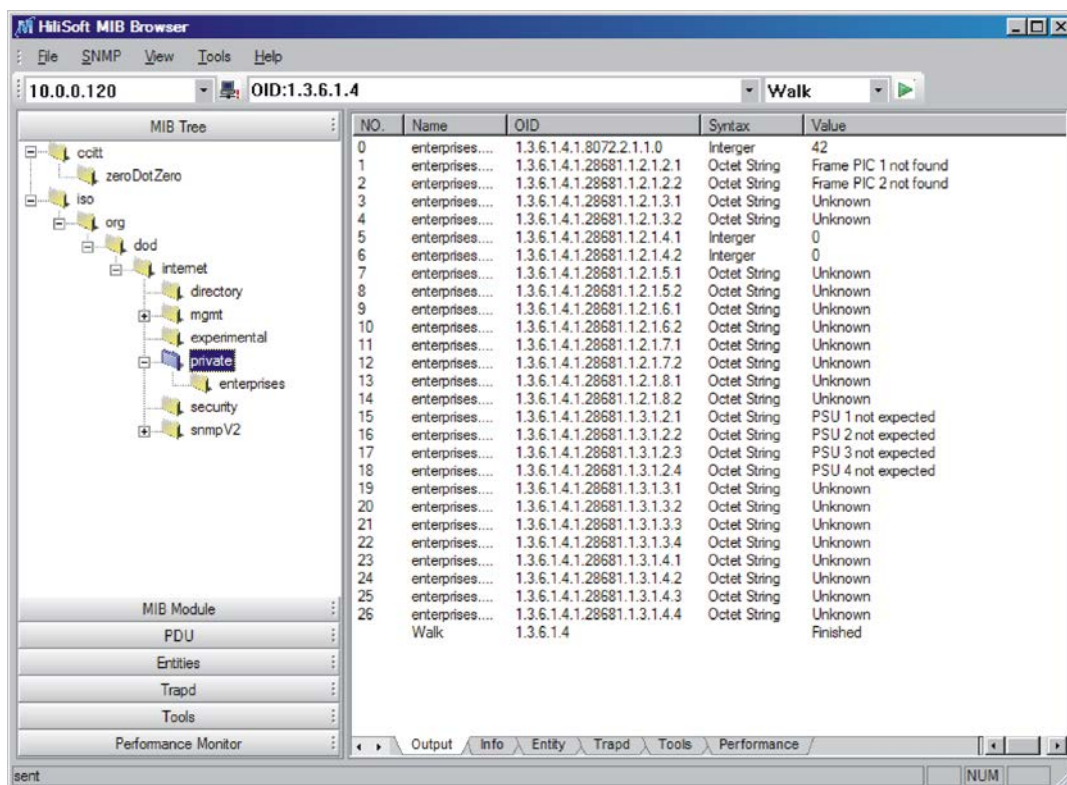 HiliSoft MIB Browser
File SNMP View Tools Help
10.0.0.120 OID:1.3.6.1.4 Walk
MIB Tree
ccitt
zeroDotZero
iso
org
dod
internet
directory
mgmt
experimental
private
enterprises
security
snmpV2
MIB Module
PDU
Entities
Trapd
Tools
Performance Monitor
NO. Name OID Syntax Value
0 enterprises.... 1.3.6.1.4.1.8072.2.1.1.0 Interger 42
1 enterprises.... 1.3.6.1.4.1.28681.1.2.1.2.1 Octet String Frame PIC 1 not found
2 enterprises.... 1.3.6.1.4.1.28681.1.2.1.2.2 Octet String Frame PIC 2 not found
3 enterprises.... 1.3.6.1.4.1.28681.1.2.1.3.1 Octet String Unknown
4 enterprises.... 1.3.6.1.4.1.28681.1.2.1.3.2 Octet String Unknown
5 enterprises.... 1.3.6.1.4.1.28681.1.2.1.4.1 Interger 0
6 enterprises.... 1.3.6.1.4.1.28681.1.2.1.4.2 Interger 0
7 enterprises.... 1.3.6.1.4.1.28681.1.2.1.5.1 Octet String Unknown
8 enterprises.... 1.3.6.1.4.1.28681.1.2.1.5.2 Octet String Unknown
9 enterprises.... 1.3.6.1.4.1.28681.1.2.1.6.1 Octet String Unknown
10 enterprises.... 1.3.6.1.4.1.28681.1.2.1.6.2 Octet String Unknown
11 enterprises.... 1.3.6.1.4.1.28681.1.2.1.7.1 Octet String Unknown
12 enterprises.... 1.3.6.1.4.1.28681.1.2.1.7.2 Octet String Unknown
13 enterprises.... 1.3.6.1.4.1.28681.1.2.1.8.1 Octet String Unknown
14 enterprises.... 1.3.6.1.4.1.28681.1.2.1.8.2 Octet String Unknown
15 enterprises.... 1.3.6.1.4.1.28681.1.3.1.2.1 Octet String PSU 1 not expected
16 enterprises.... 1.3.6.1.4.1.28681.1.3.1.2.2 Octet String PSU 2 not expected
17 enterprises.... 1.3.6.1.4.1.28681.1.3.1.2.3 Octet String PSU 3 not expected
18 enterprises.... 1.3.6.1.4.1.28681.1.3.1.2.4 Octet String PSU 4 not expected
19 enterprises.... 1.3.6.1.4.1.28681.1.3.1.3.1 Octet String Unknown
20 enterprises.... 1.3.6.1.4.1.28681.1.3.1.3.2 Octet String Unknown
21 enterprises.... 1.3.6.1.4.1.28681.1.3.1.3.3 Octet String Unknown
22 enterprises.... 1.3.6.1.4.1.28681.1.3.1.3.4 Octet String Unknown
23 enterprises.... 1.3.6.1.4.1.28681.1.3.1.4.1 Octet String Unknown
24 enterprises.... 1.3.6.1.4.1.28681.1.3.1.4.2 Octet String Unknown
25 enterprises.... 1.3.6.1.4.1.28681.1.3.1.4.3 Octet String Unknown
26 enterprises.... 1.3.6.1.4.1.28681.1.3.1.4.4 Octet String Unknown
Walk 1.3.6.1.4 Finished
Output Info Entity Trapd Tools Performance
sent NUM